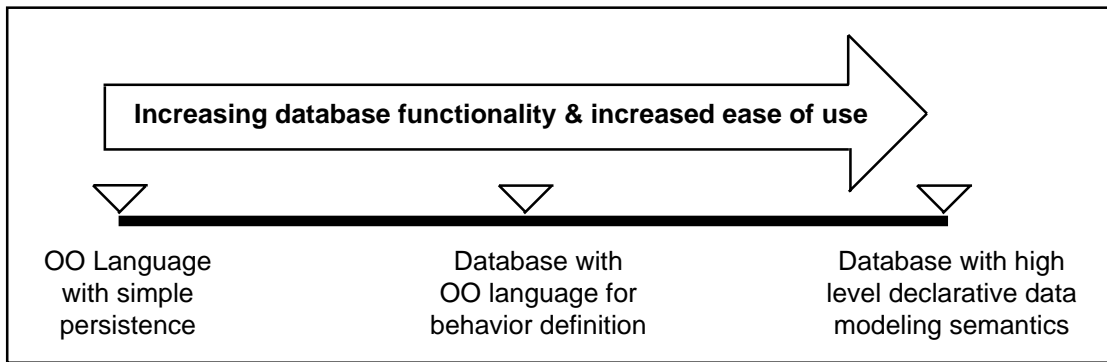 Increasing database functionality & increased ease of use
OO Language
with simple
persistence
Database with
OO language for
behavior definition
Database with high
level declarative data
modeling semantics